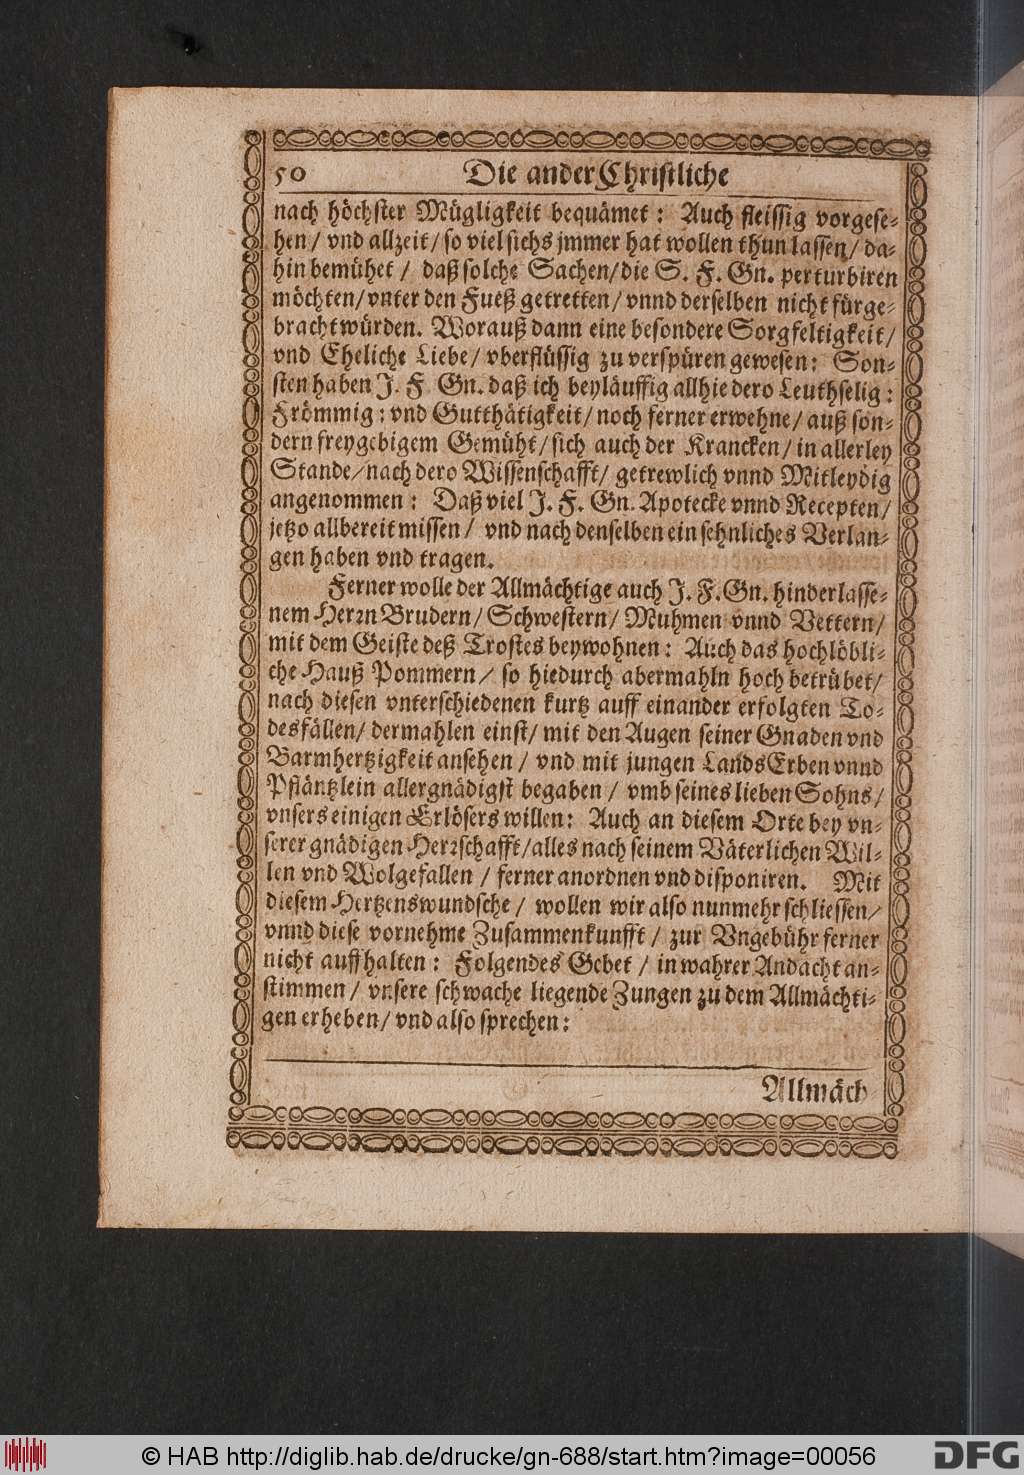 50 Die ander Christliche
nach höchster Mügligkeit bequämet: Auch fleissig vorgese-
hen/ vnd allzeit/ so viel sichs jmmer hat wollen thun lassen/ da-
hin bemühet/ daß solche Sachen/ die S. F. Gn. perturbiren
möchten/ vnter den Fueß getretten/ vnnd derselben nicht fürge-
bracht würden. Worauß dann eine besondere Sorgfeltigkeit/
vnd Eheliche Liebe/ vberflüssig zu verspüren gewesen: Son-
sten haben J. F Gn. daß ich beyläuffig allhie dero Leuthselig:
Frömmig: vnd Gutthätigkeit/ noch ferner erwehne/ auß son-
dern freygebigem Gemüht/ sich auch der Krancken/ in allerley
Stande/ nach dero Wissenschafft/ getrewlich vnnd Mitleydig
angenommen: Daß viel J. F. Gn. Apotecke vnnd Recepten/
jetzo allbereit missen/ vnd nach denselben ein sehnliches Verlan-
gen haben vnd tragen.
Ferner wolle der Allmächtige auch J. F. Gn. hinderlasse-
nem Herrn Brudern/ Schwestern/ Muhmen vnnd Vettern/
mit dem Geiste deß Trostes beywohnen: Auch das hochlöbli-
che Hauß Pommern/ so hiedurch abermahln hoch betrübet/
nach diesen vnterschiedenen kurtz auff einander erfolgten To-
desfällen/ dermahlen einst/ mit den Augen seiner Gnaden vnd
Barmhertzigkeit ansehen/ vnd mit jungen LandsErben vnnd
Pfläntzlein allergnädigst begaben/ vmb seines lieben Sohns/
vnsers einigen Erlösers willen: Auch an diesem Orte bey vn-
serer gnädigen Herrschafft/ alles nach seinem Väterlichen Wil-
len vnd Wolgefallen/ ferner anordnen vnd disponiren. Mit
diesem Hertzenswundsche/ wollen wir also nunmehr schliessen/
vnnd diese vornehme Zusammenkunfft/ zur Vngebühr ferner
nicht auffhalten: Folgendes Gebet/ in wahrer Andacht an-
stimmen/ vnsere schwache liegende Zungen zu dem Allmächti-
gen erheben/ vnd also sprechen:
Allmäch
© HAB http://diglib.hab.de/drucke/gn-688/start.htm?image=00056
DFG